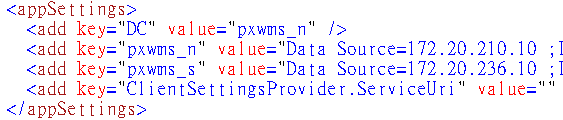 <appSettings>
<add key="DC" value="pxwms_n" />
<add key="pxwms_n" value="Data Source=172.20.210.10 ;I
<add key="pxwms_s" value="Data Source=172.20.236.10 ;I
<add key="ClientSettingsProvider.ServiceUri" value=""
</appSettings>